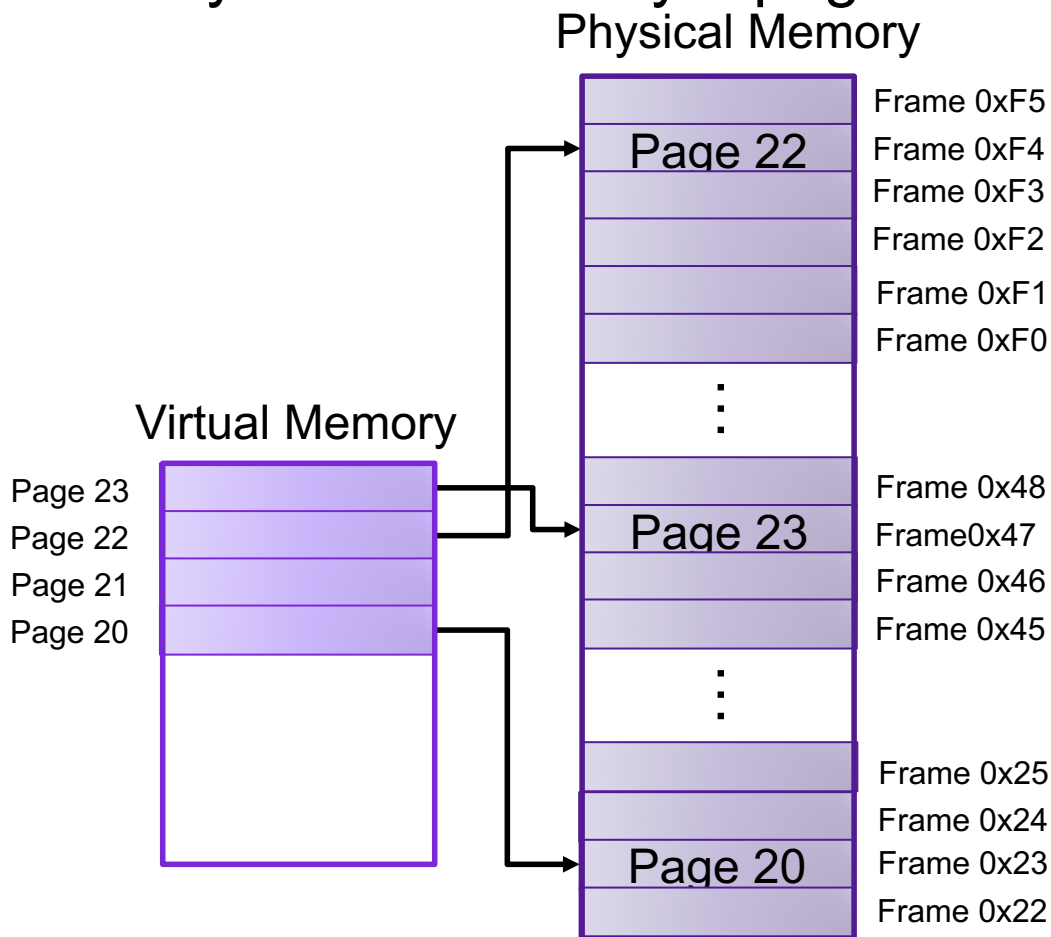 Physical Memory
Frame 0xF5
Page 22
Frame 0xF4
Frame 0xF3
Frame 0xF2
Frame 0xF1
Frame 0xF0
⋮
Virtual Memory
Page 23
Page 22
Page 21
Page 20
Frame 0x48
Page 23
Frame0x47
Frame 0x46
Frame 0x45
⋮
Frame 0x25
Frame 0x24
Page 20
Frame 0x23
Frame 0x22